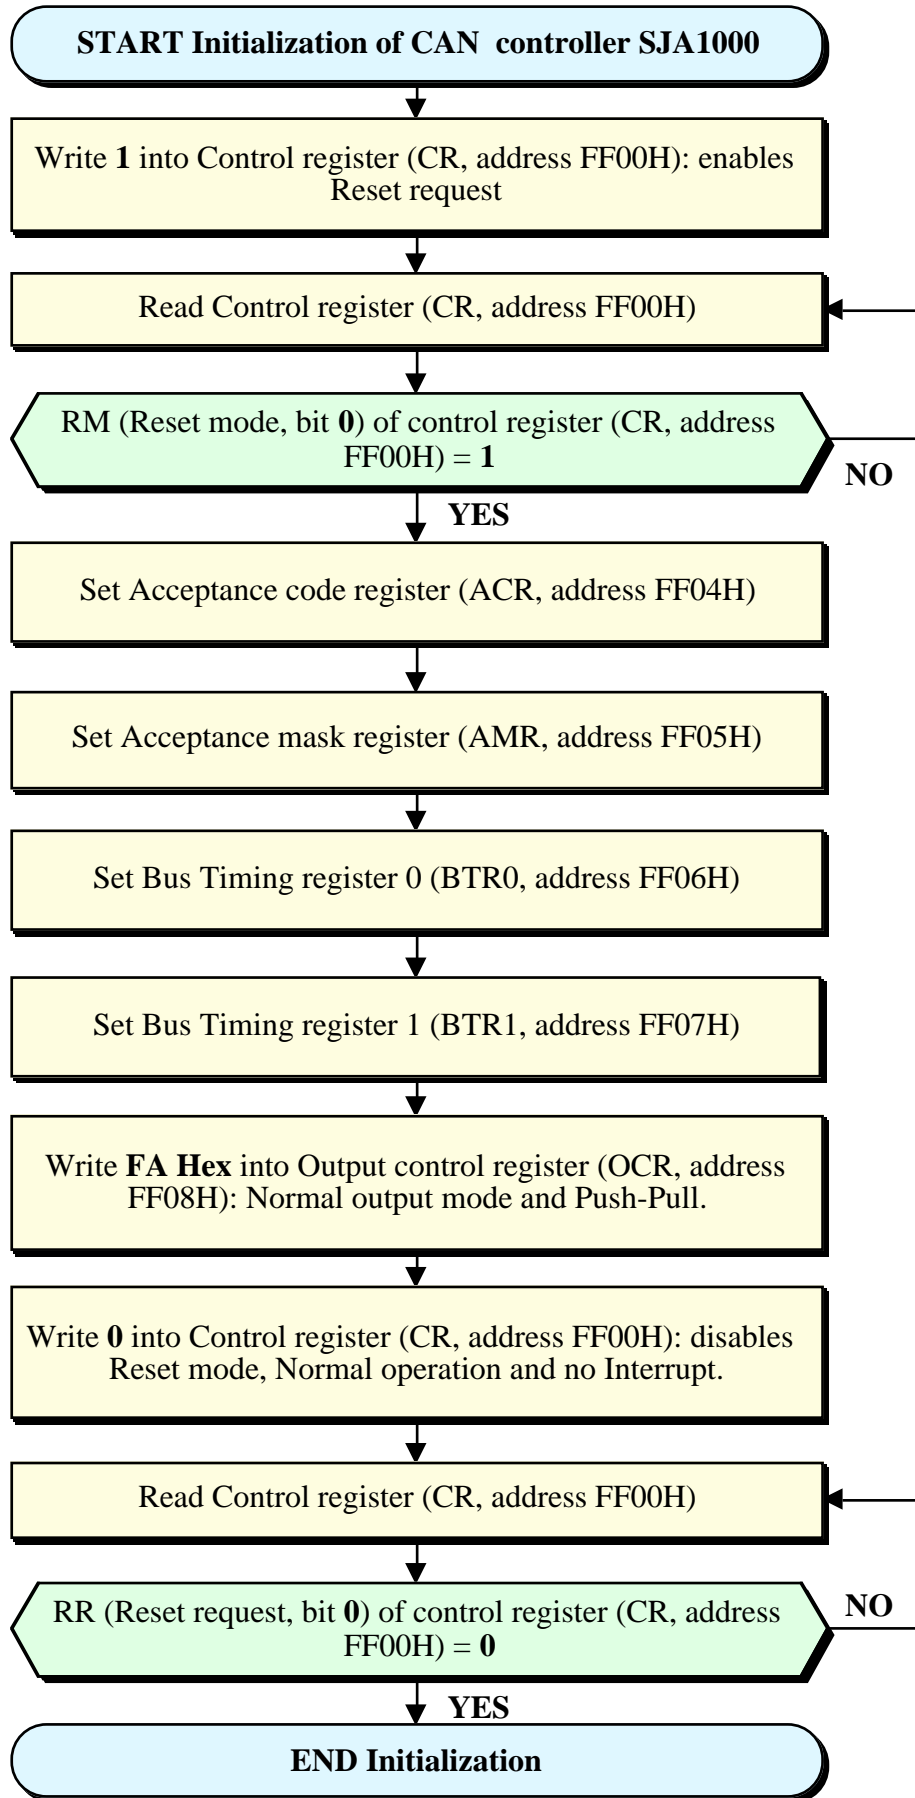 START Initialization of CAN controller SJA1000
Write 1 into Control register (CR, address FF00H): enables
Reset request
Read Control register (CR, address FF00H)
RM (Reset mode, bit 0) of control register (CR, address
FF00H) = 1
NO
YES
Set Acceptance code register (ACR, address FF04H)
Set Acceptance mask register (AMR, address FF05H)
Set Bus Timing register 0 (BTR0, address FF06H)
Set Bus Timing register 1 (BTR1, address FF07H)
Write FA Hex into Output control register (OCR, address
FF08H): Normal output mode and Push-Pull.
Write 0 into Control register (CR, address FF00H): disables
Reset mode, Normal operation and no Interrupt.
Read Control register (CR, address FF00H)
RR (Reset request, bit 0) of control register (CR, address
FF00H) = 0
NO
YES
END Initialization